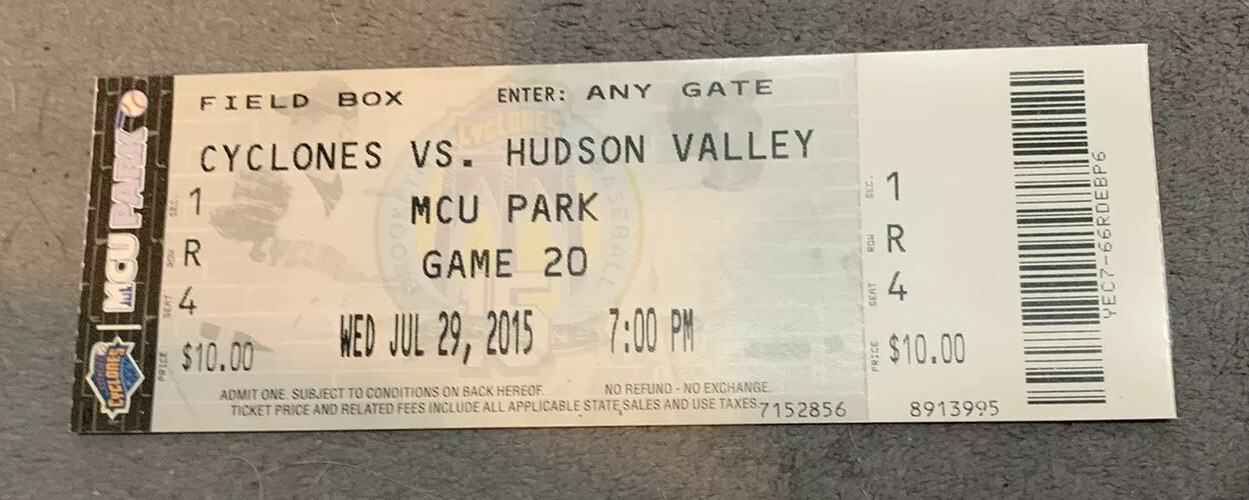 MCU PARK
CYCLONES
FIELD BOX ENTER: ANY GATE
CYCLONES VS. HUDSON VALLEY
MCU PARK
GAME 20
WED JUL 29, 2015 7:00 PM
SEC. 1
ROW R
SEAT 4
PRICE $10.00
ADMIT ONE. SUBJECT TO CONDITIONS ON BACK HEREOF. NO REFUND - NO EXCHANGE.
TICKET PRICE AND RELATED FEES INCLUDE ALL APPLICABLE STATE SALES AND USE TAXES.
7152856
CYCLONES
BASEBALL
SEC. 1
ROW R
SEAT 4
PRICE $10.00
8913995
YEC7-66RDEBP6